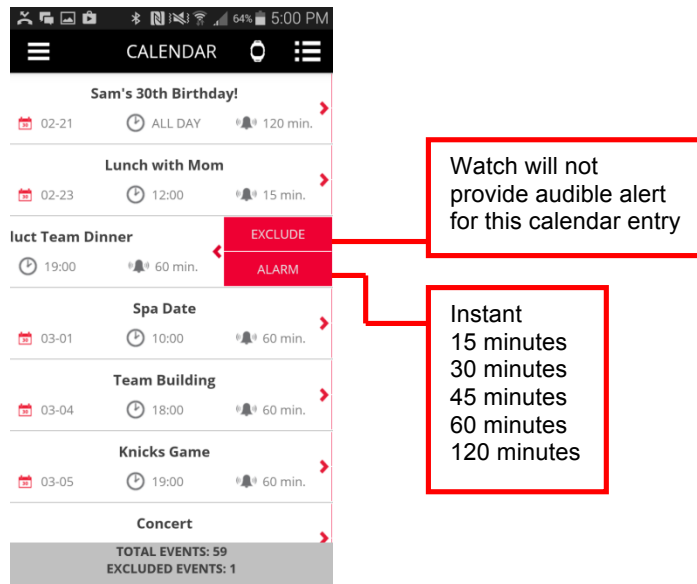 64% 5:00 PM
CALENDAR
Sam's 30th Birthday!
02-21 ALL DAY 120 min.
Lunch with Mom
02-23 12:00 15 min.
luct Team Dinner
19:00 60 min.
EXCLUDE
ALARM
Spa Date
03-01 10:00 60 min.
Team Building
03-04 18:00 60 min.
Knicks Game
03-05 19:00 60 min.
Concert
TOTAL EVENTS: 59
EXCLUDED EVENTS: 1
Watch will not
provide audible alert
for this calendar entry
Instant
15 minutes
30 minutes
45 minutes
60 minutes
120 minutes